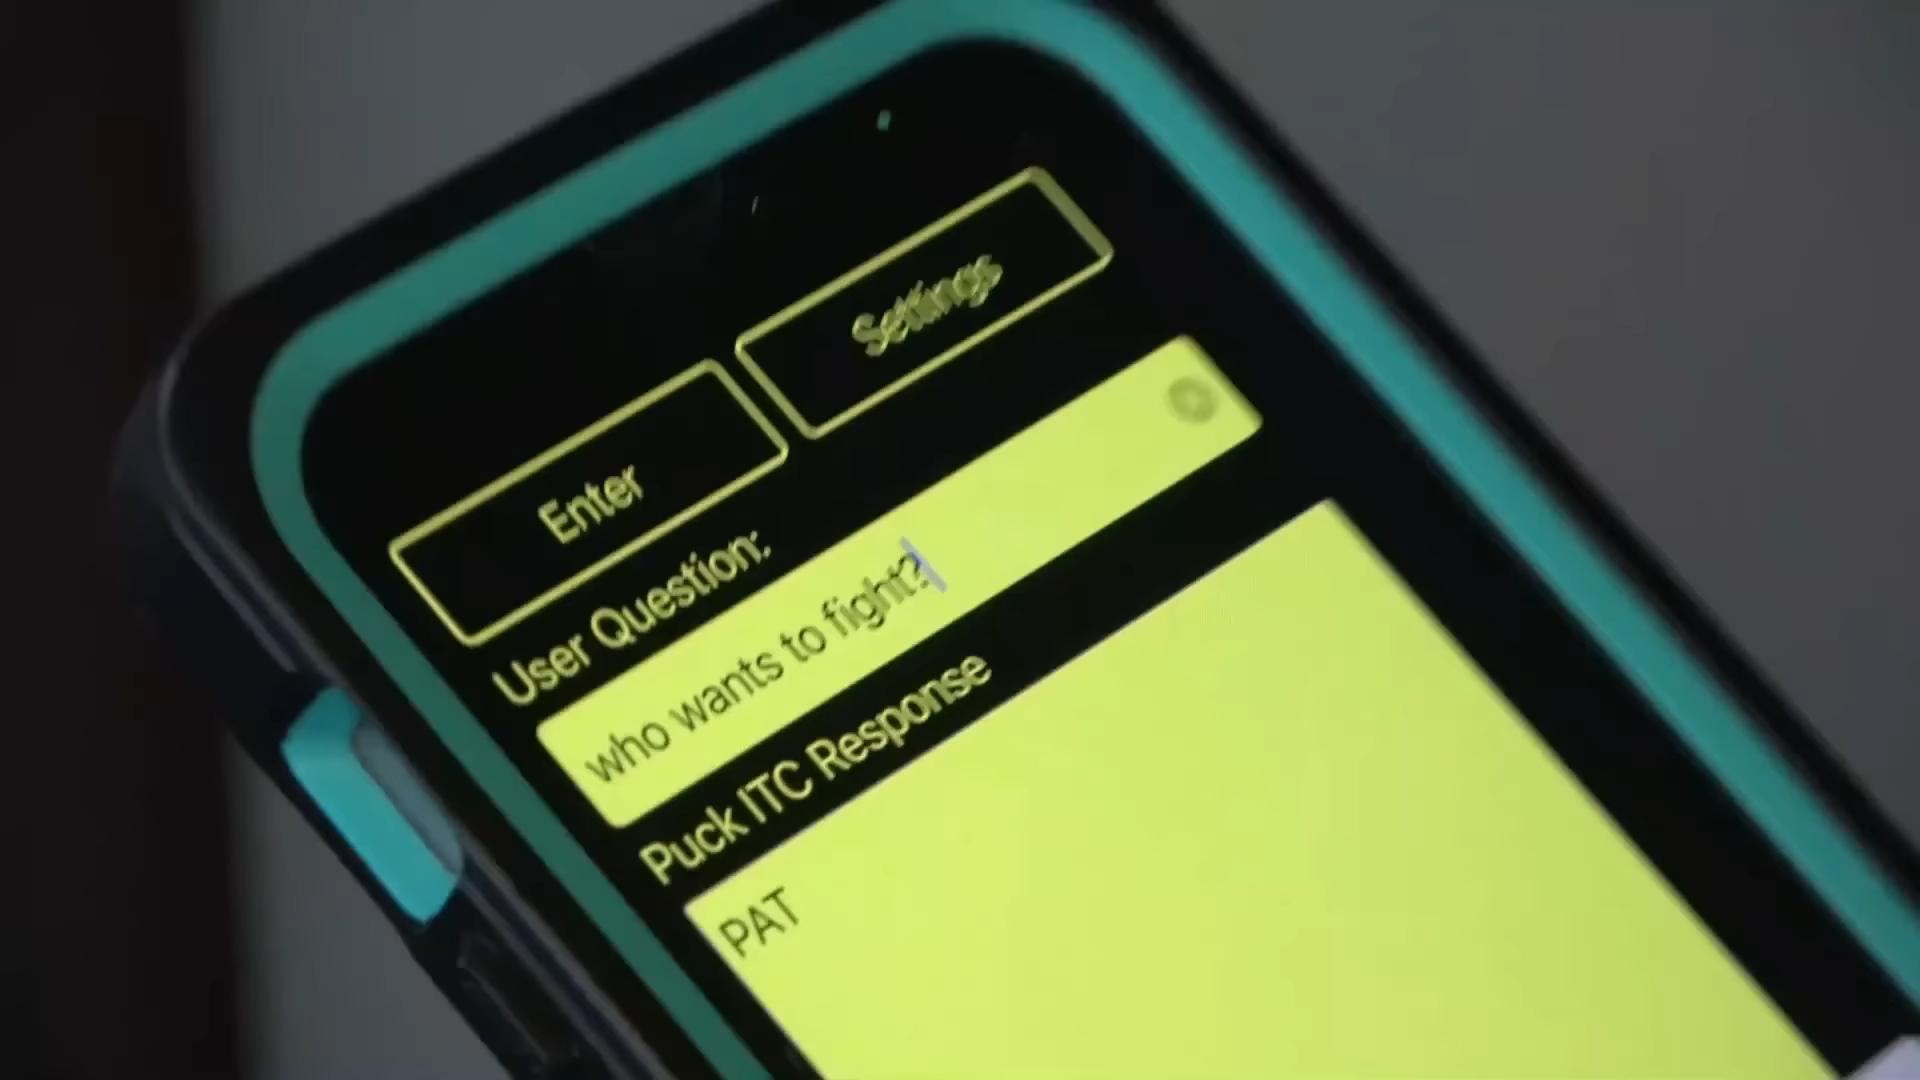 Enter
Settings
User Question:
who wants to fight?
Puck ITC Response
PAT